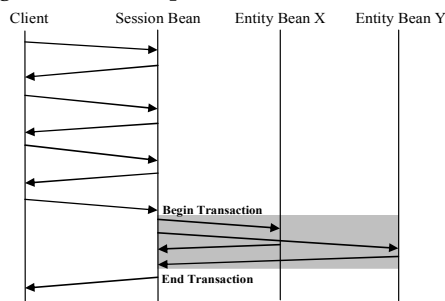 Client Session Bean Entity Bean X Entity Bean Y
Begin Transaction
End Transaction